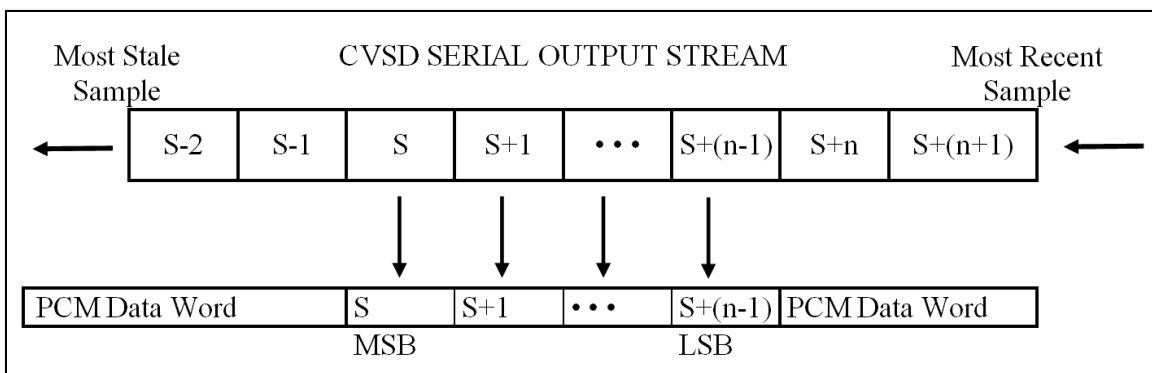 Most Stale Sample
CVSD SERIAL OUTPUT STREAM
Most Recent Sample
S-2 S-1 S S+1 ••• S+(n-1) S+n S+(n+1)
PCM Data Word S S+1 ••• S+(n-1) PCM Data Word
MSB LSB